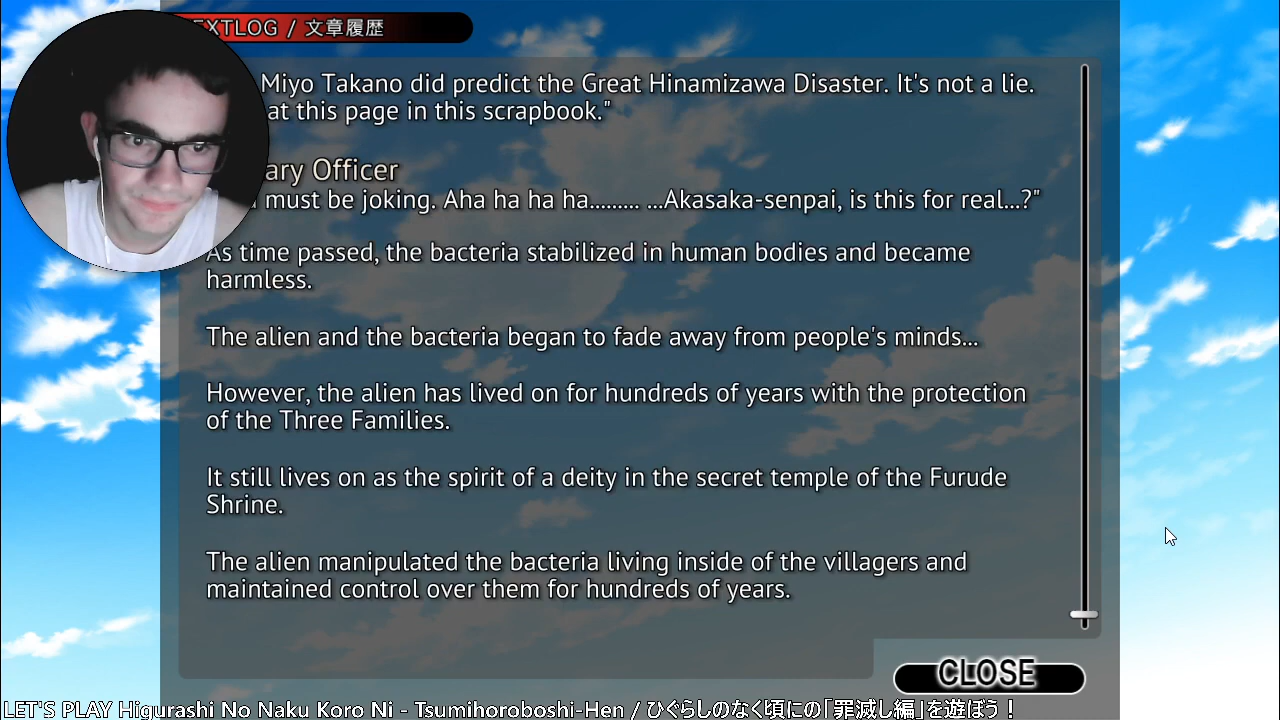 EXTLOG / 文章履歴
Miyo Takano did predict the Great Hinamizawa Disaster. It's not a lie.
at this page in this scrapbook."
ary Officer
must be joking. Aha ha ha ha......... ...Akasaka-senpai, is this for real...?"
As time passed, the bacteria stabilized in human bodies and became
harmless.
The alien and the bacteria began to fade away from people's minds...
However, the alien has lived on for hundreds of years with the protection
of the Three Families.
It still lives on as the spirit of a deity in the secret temple of the Furude
Shrine.
The alien manipulated the bacteria living inside of the villagers and
maintained control over them for hundreds of years.
CLOSE
LET'S PLAY Higurashi No Naku Koro Ni - Tsumihoroboshi-Hen / ひぐらしのなく頃にの「罪滅し編」を遊ぼう！